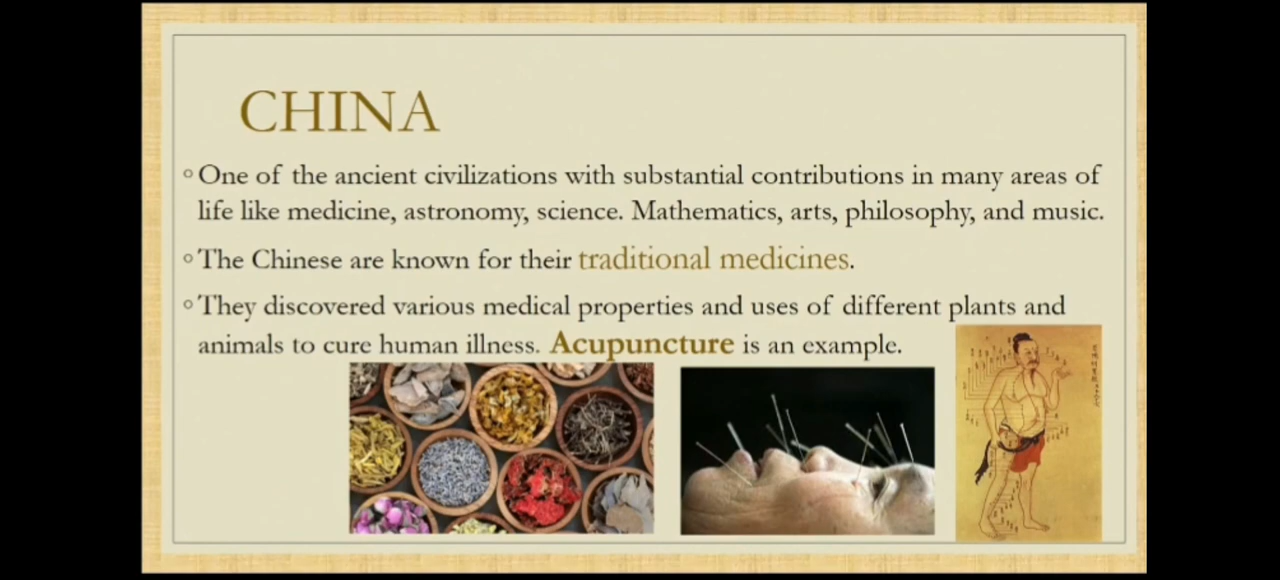 CHINA
One of the ancient civilizations with substantial contributions in many areas of
life like medicine, astronomy, science. Mathematics, arts, philosophy, and music.
The Chinese are known for their traditional medicines.
They discovered various medical properties and uses of different plants and
animals to cure human illness. Acupuncture is an example.